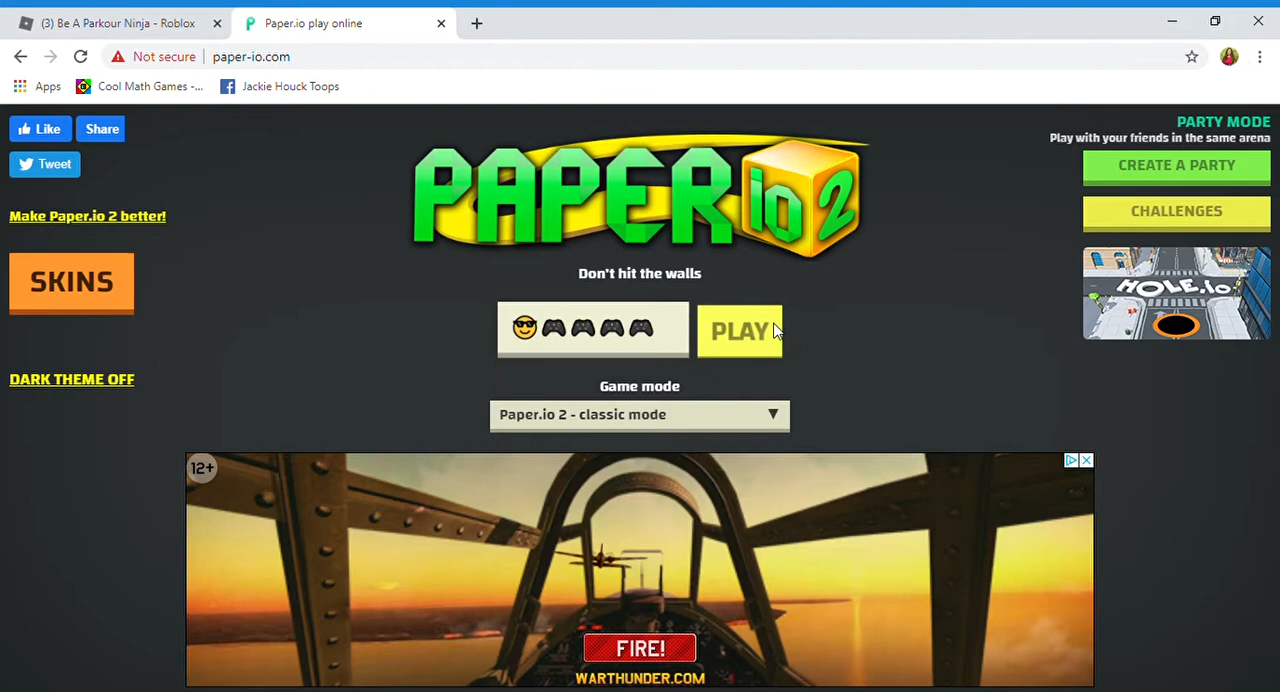 (3) Be A Parkour Ninja - Roblox
Paper.io play online
Not secure
paper-io.com
Apps
Cool Math Games -...
Jackie Houck Toops
Like
Share
Tweet
Make Paper.io 2 better!
SKINS
DARK THEME OFF
PAPER io 2
Don't hit the walls
😎🎮🎮🎮🎮
PLAY
Game mode
Paper.io 2 - classic mode
PARTY MODE
Play with your friends in the same arena
CREATE A PARTY
CHALLENGES
HOLE.io
12+
FIRE!
WARTHUNDER.COM